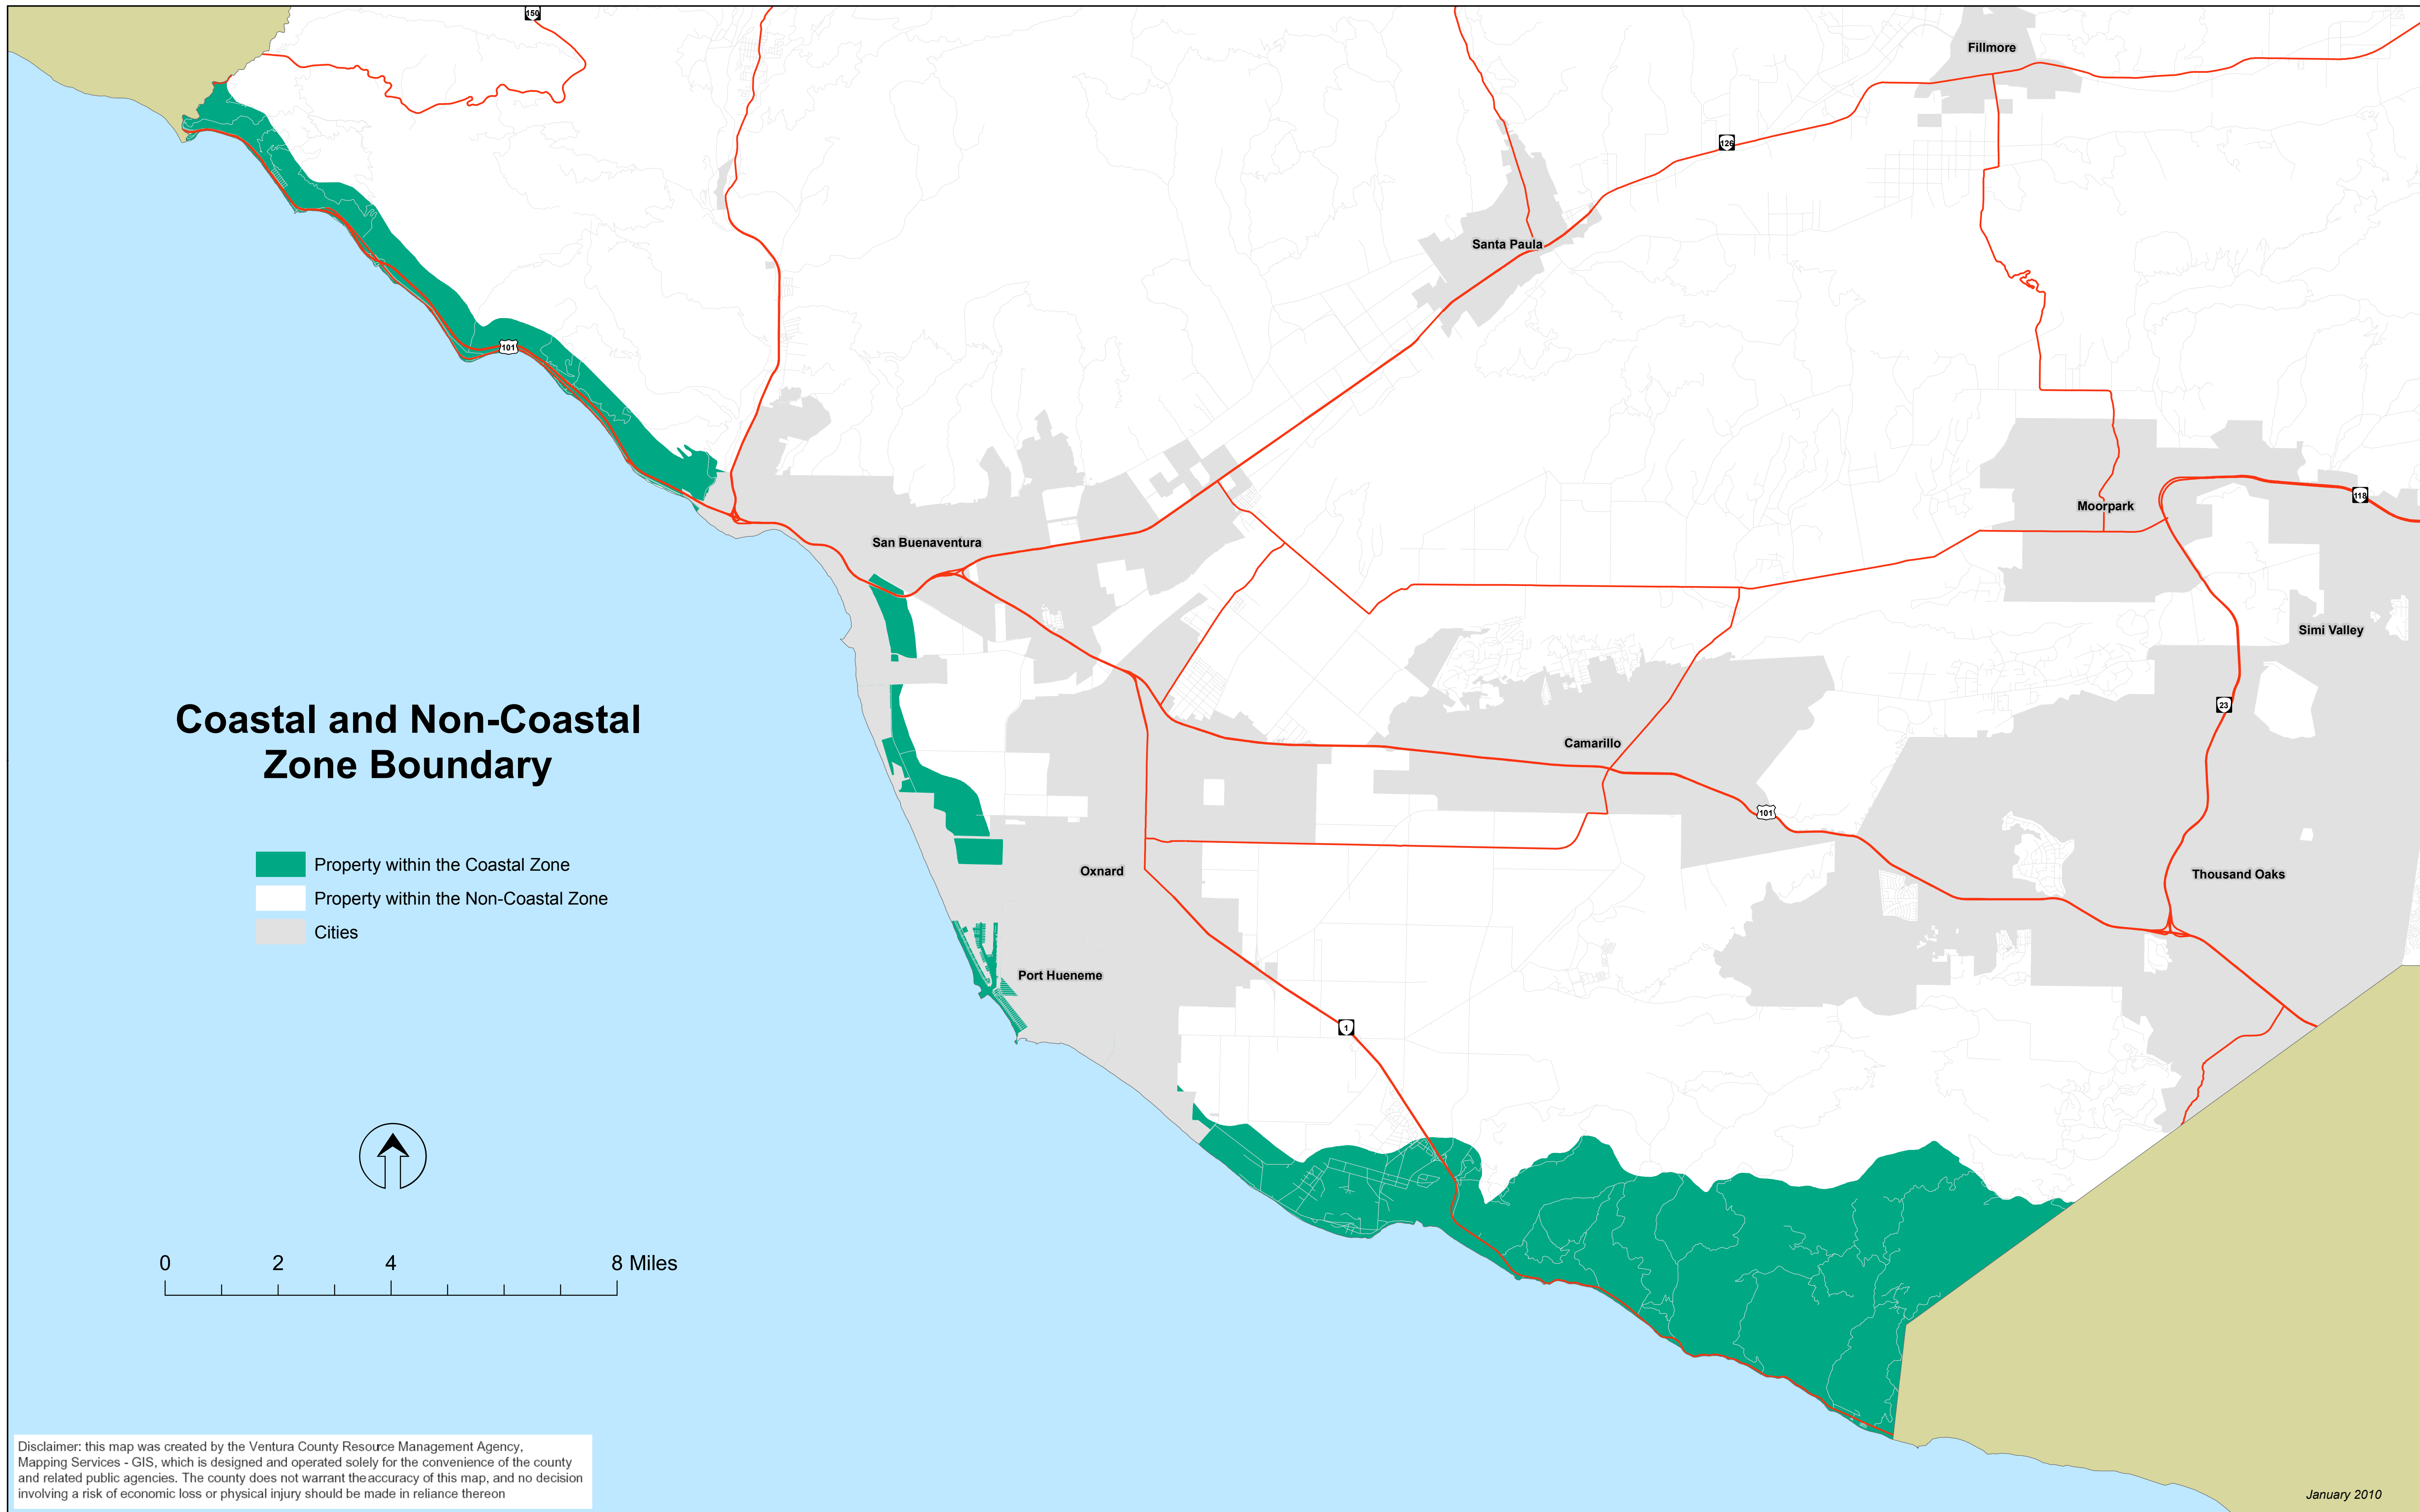 150
Fillmore
126
Santa Paula
101
Moorpark
118
San Buenaventura
Simi Valley
23
Coastal and Non-Coastal
Zone Boundary
Camarillo
101
Property within the Coastal Zone
Property within the Non-Coastal Zone
Cities
Oxnard
Thousand Oaks
Port Hueneme
1
0 2 4 8 Miles
Disclaimer: this map was created by the Ventura County Resource Management Agency,
Mapping Services - GIS, which is designed and operated solely for the convenience of the county
and related public agencies. The county does not warrant the accuracy of this map, and no decision
involving a risk of economic loss or physical injury should be made in reliance thereon
January 2010